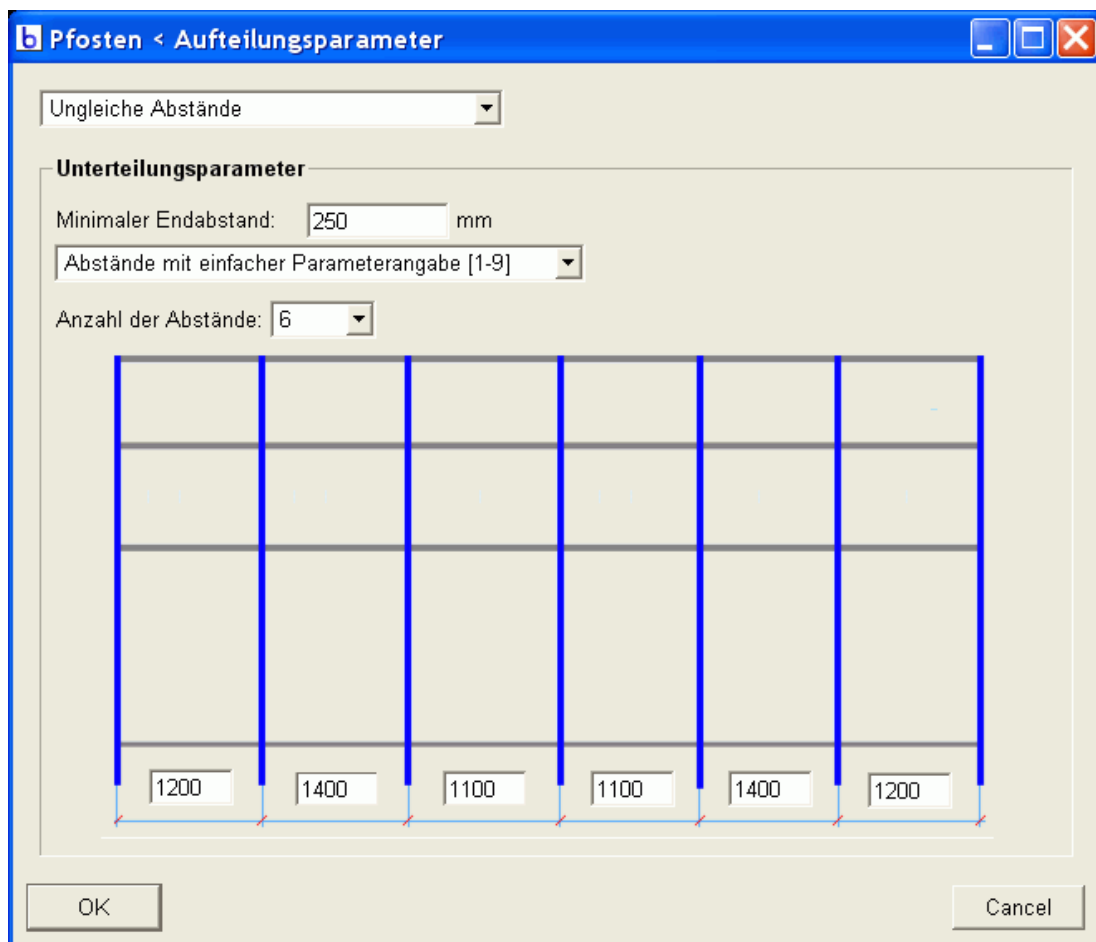 b Pfosten < Aufteilungsparameter
Ungleiche Abstände
Unterteilungsparameter
Minimaler Endabstand: 250 mm
Abstände mit einfacher Parameterangabe [1-9]
Anzahl der Abstände: 6
1200 1400 1100 1100 1400 1200
OK Cancel